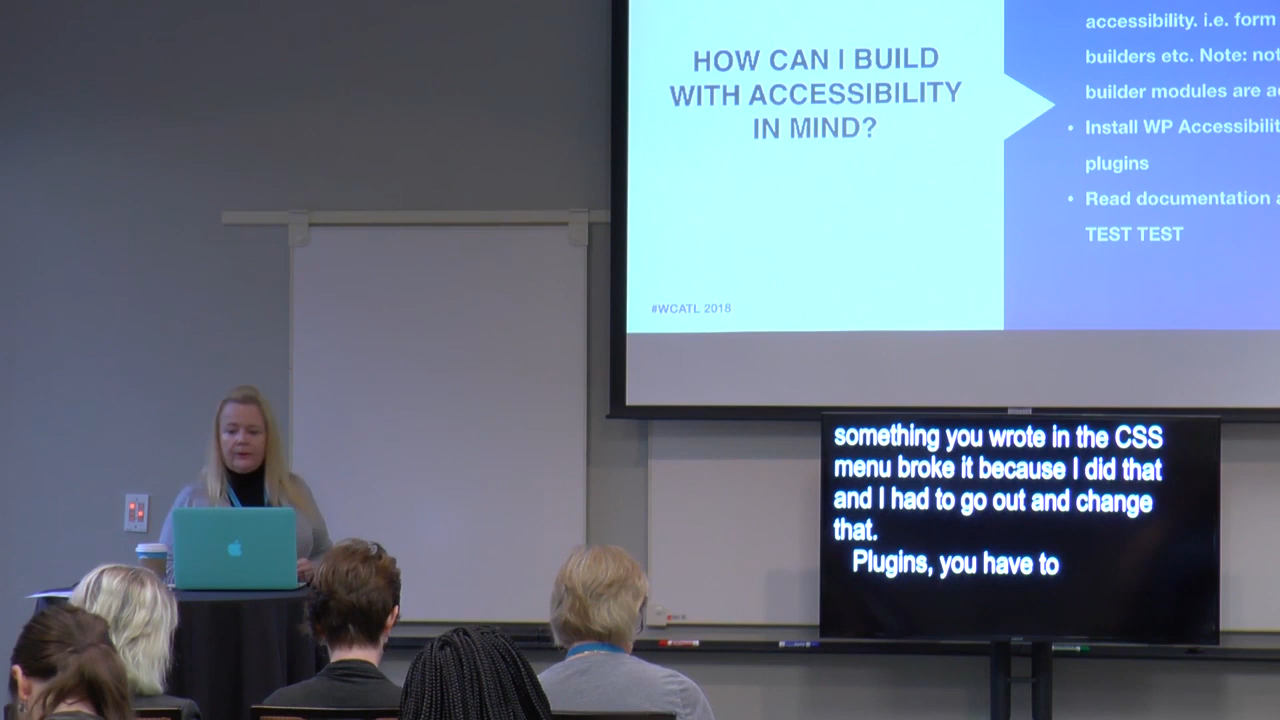 HOW CAN I BUILD
WITH ACCESSIBILITY
IN MIND?
#WCATL 2018
accessibility. i.e. form
builders etc. Note: not
builder modules are
• Install WP
plugins
• Read documentation
TEST TEST
something you wrote in the CSS
menu broke it because I did that
and I had to go out and change
that.
Plugins, you have to